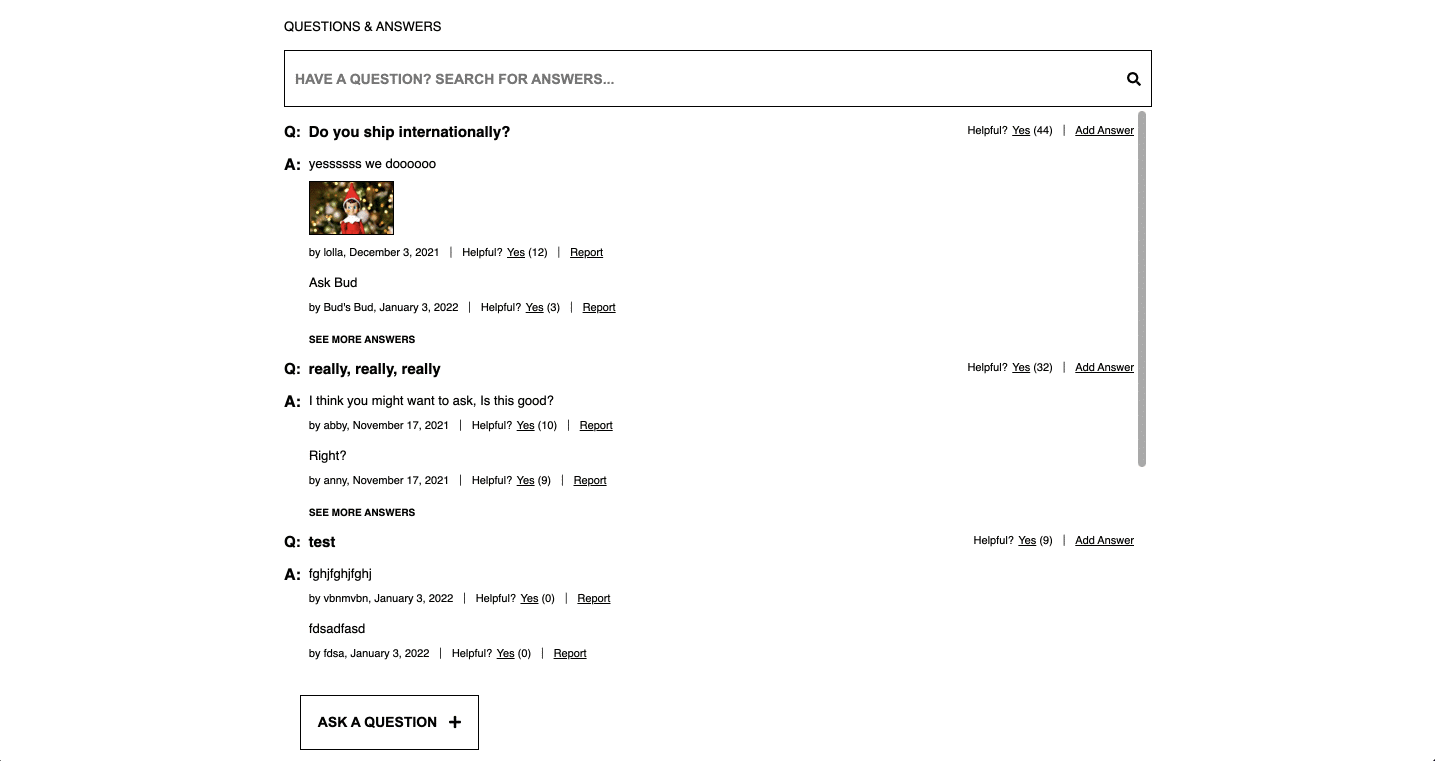 QUESTIONS & ANSWERS
HAVE A QUESTION? SEARCH FOR ANSWERS...
Q: Do you ship internationally? Helpful? Yes (44) | Add Answer
A: yessssss we doooooo
by lolla, December 3, 2021 | Helpful? Yes (12) | Report
Ask Bud
by Bud's Bud, January 3, 2022 | Helpful? Yes (3) | Report
SEE MORE ANSWERS
Q: really, really, really Helpful? Yes (32) | Add Answer
A: I think you might want to ask, Is this good?
by abby, November 17, 2021 | Helpful? Yes (10) | Report
Right?
by anny, November 17, 2021 | Helpful? Yes (9) | Report
SEE MORE ANSWERS
Q: test Helpful? Yes (9) | Add Answer
A: fghjfghjfghj
by vbnmvbn, January 3, 2022 | Helpful? Yes (0) | Report
fdsadfasd
by fdsa, January 3, 2022 | Helpful? Yes (0) | Report
ASK A QUESTION +